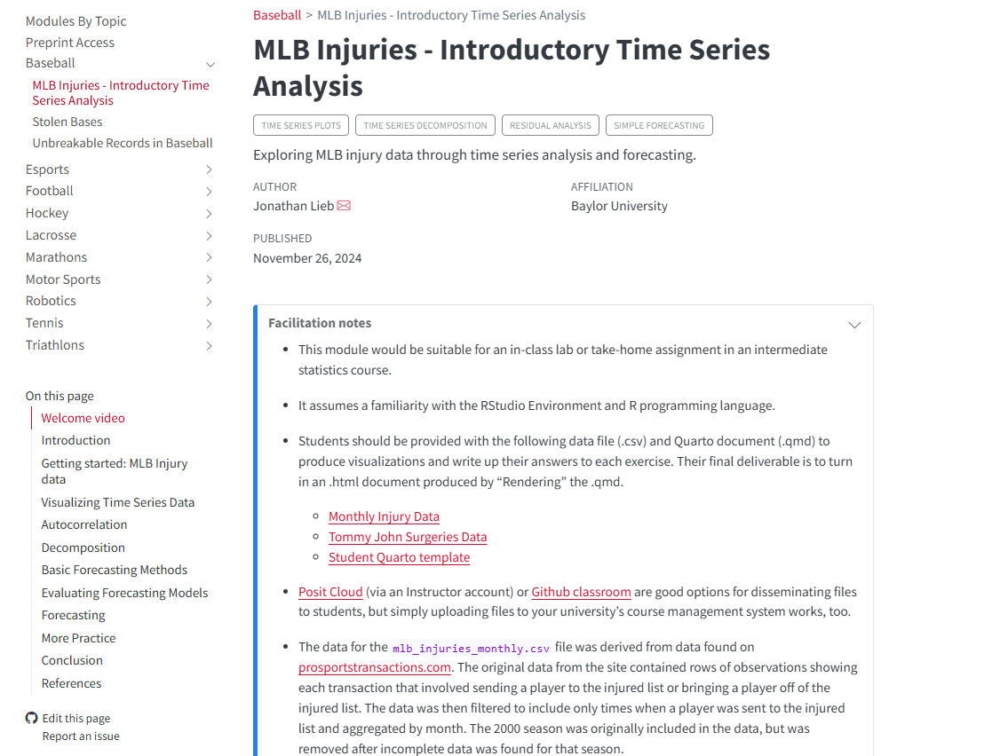 Modules By Topic
Preprint Access
Baseball
MLB Injuries - Introductory Time
Series Analysis
Stolen Bases
Unbreakable Records in Baseball
Esports
Football
Hockey
Lacrosse
Marathons
Motor Sports
Robotics
Tennis
Triathlons
On this page
Welcome video
Introduction
Getting started: MLB Injury
data
Visualizing Time Series Data
Autocorrelation
Decomposition
Basic Forecasting Methods
Evaluating Forecasting Models
Forecasting
More Practice
Conclusion
References
Edit this page
Report an issue
Baseball > MLB Injuries - Introductory Time Series Analysis
MLB Injuries - Introductory Time Series
Analysis
TIME SERIES PLOTS TIME SERIES DECOMPOSITION RESIDUAL ANALYSIS SIMPLE FORECASTING
Exploring MLB injury data through time series analysis and forecasting.
AUTHOR AFFILIATION
Jonathan Lieb Baylor University
PUBLISHED
November 26, 2024
Facilitation notes
• This module would be suitable for an in-class lab or take-home assignment in an intermediate
statistics course.
• It assumes a familiarity with the RStudio Environment and R programming language.
• Students should be provided with the following data file (.csv) and Quarto document (.qmd) to
produce visualizations and write up their answers to each exercise. Their final deliverable is to turn
in an .html document produced by “Rendering” the .qmd.
◦ Monthly Injury Data
◦ Tommy John Surgeries Data
◦ Student Quarto template
• Posit Cloud (via an Instructor account) or Github classroom are good options for disseminating files
to students, but simply uploading files to your university’s course management system works, too.
• The data for the mlb_injuries_monthly.csv file was derived from data found on
prosportstransactions.com. The original data from the site contained rows of observations showing
each transaction that involved sending a player to the injured list or bringing a player off of the
injured list. The data was then filtered to include only times when a player was sent to the injured
list and aggregated by month. The 2000 season was originally included in the data, but was
removed after incomplete data was found for that season.